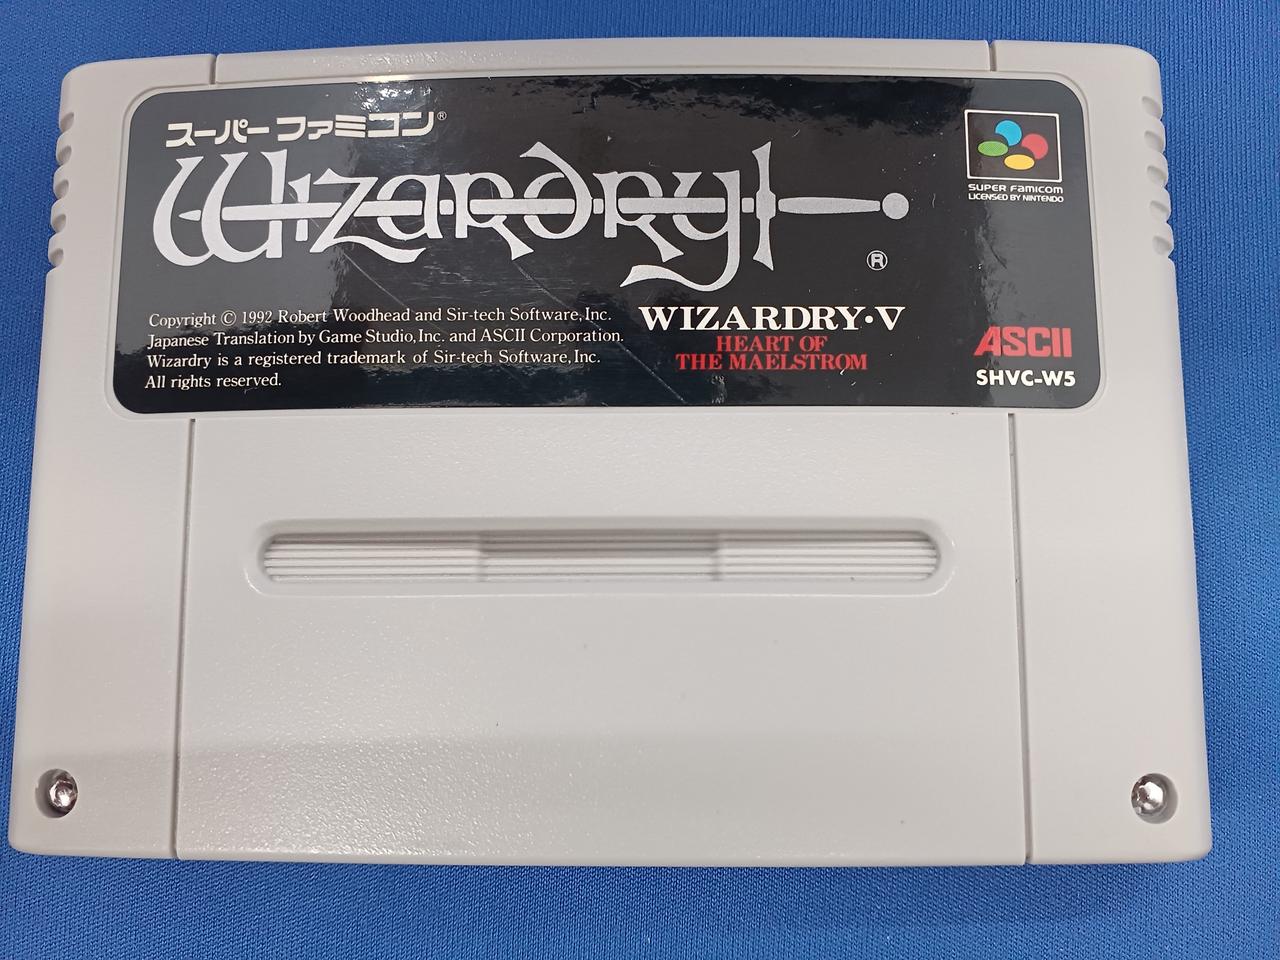 スーパーファミコン®
Wizardry
®
SUPER FAMICOM
LICENSED BY NINTENDO
Copyright © 1992 Robert Woodhead and Sir-tech Software, Inc.
Japanese Translation by Game Studio, Inc. and ASCII Corporation.
Wizardry is a registered trademark of Sir-tech Software, Inc.
All rights reserved.
WIZARDRY・V
HEART OF
THE MAELSTROM
ASCII
SHVC-W5